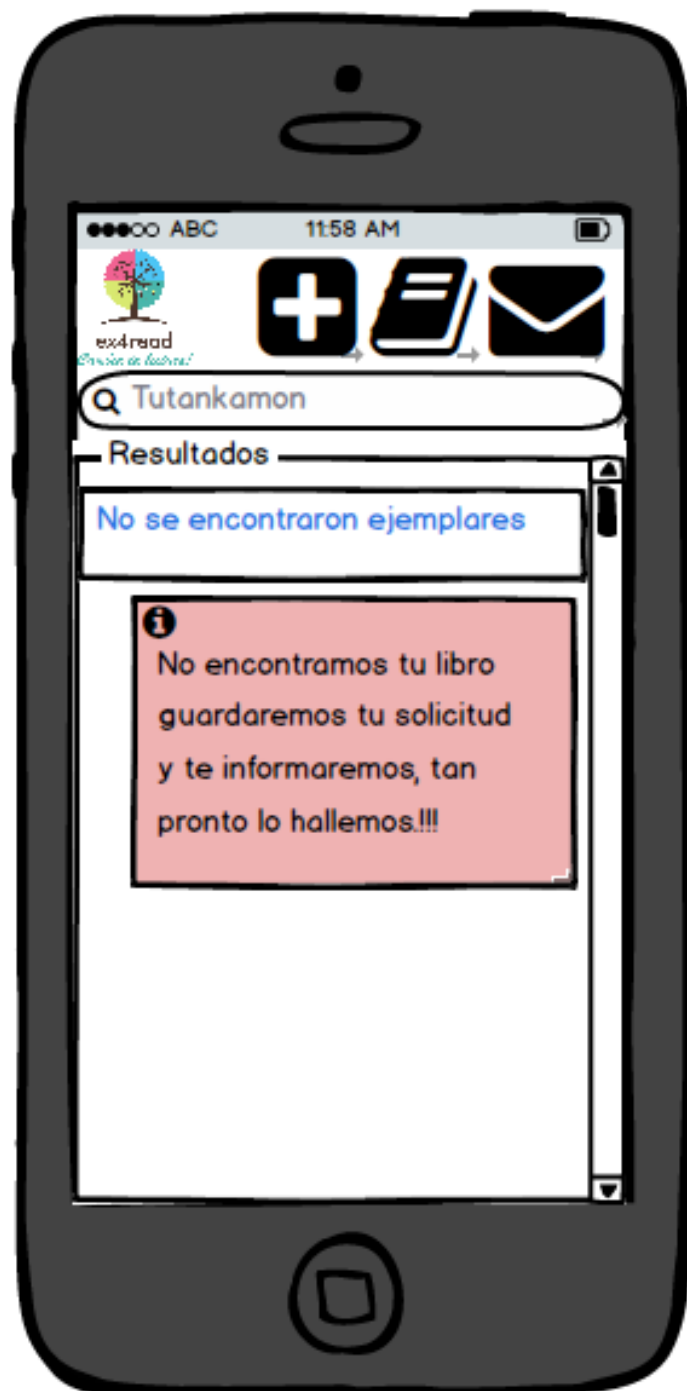 ABC 11:58 AM
ex4read
Tutankamon
Resultados
No se encontraron ejemplares
No encontramos tu libro
guardaremos tu solicitud
y te informaremos, tan
pronto lo hallemos.!!!